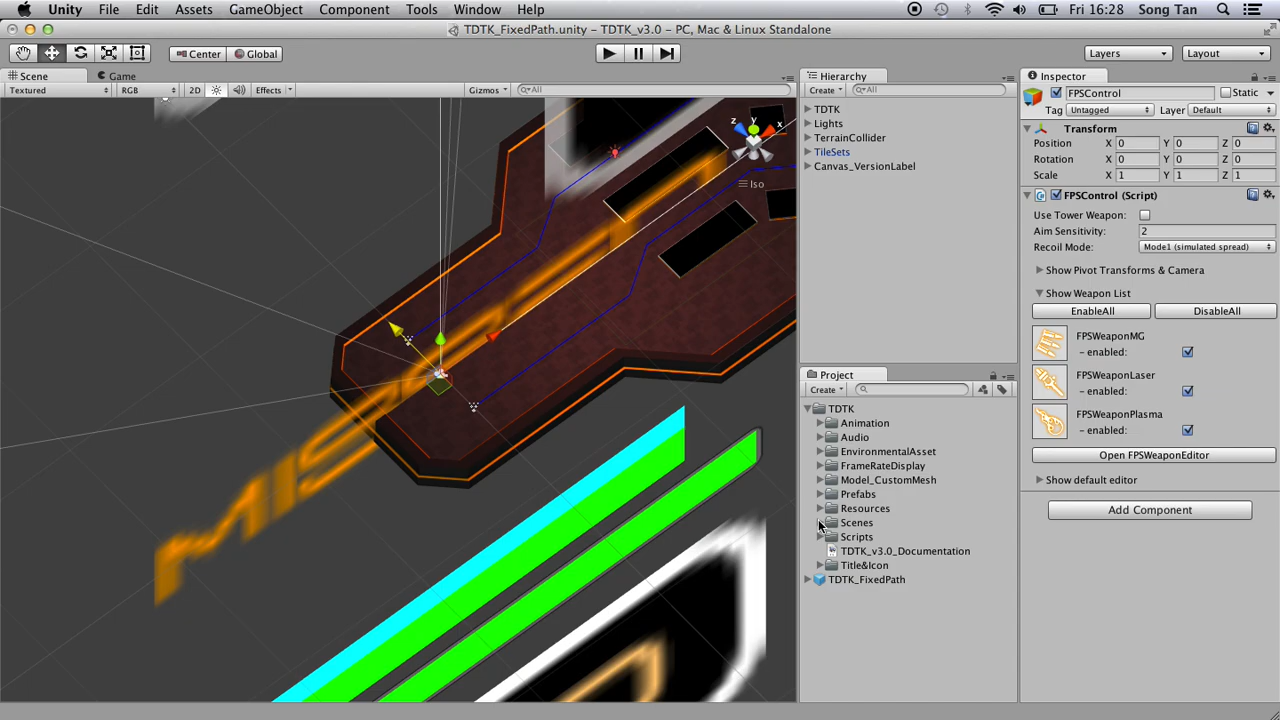 Unity File Edit Assets GameObject Component Tools Window Help Fri 16:28 Song Tan
TDTK_FixedPath.unity – TDTK_v3.0 – PC, Mac & Linux Standalone
Center Global Layers Layout
Scene Game
Textured RGB 2D Effects Gizmos All
z y x
Iso
Hierarchy
Create All
TDTK
Lights
TerrainCollider
TileSets
Canvas_VersionLabel
Project
Create
TDTK
Animation
Audio
EnvironmentalAsset
FrameRateDisplay
Model_CustomMesh
Prefabs
Resources
Scenes
Scripts
TDTK_v3.0_Documentation
Title&Icon
TDTK_FixedPath
Inspector
FPSControl Static
Tag Untagged Layer Default
Transform
Position X 0 Y 0 Z 0
Rotation X 0 Y 0 Z 0
Scale X 1 Y 1 Z 1
FPSControl (Script)
Use Tower Weapon:
Aim Sensitivity: 2
Recoil Mode: Mode1 (simulated spread)
Show Pivot Transforms & Camera
Show Weapon List
EnableAll DisableAll
FPSWeaponMG
- enabled:
FPSWeaponLaser
- enabled:
FPSWeaponPlasma
- enabled:
Open FPSWeaponEditor
Show default editor
Add Component